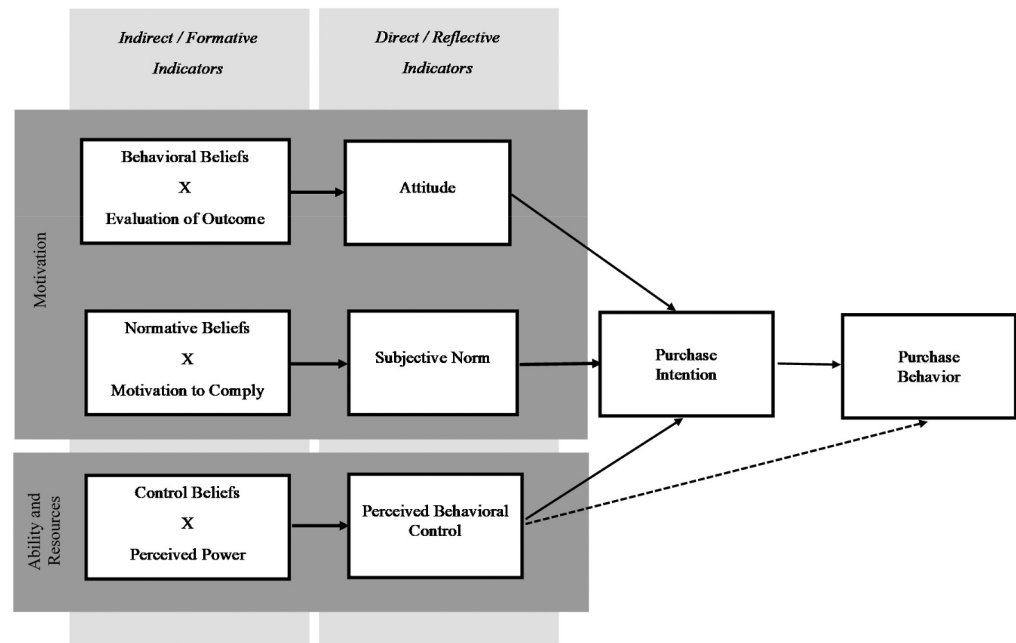 Indirect / Formative
Indicators
Direct / Reflective
Indicators
Motivation
Behavioral Beliefs
X
Evaluation of Outcome
Attitude
Normative Beliefs
X
Motivation to Comply
Subjective Norm
Purchase
Intention
Purchase
Behavior
Ability and
Resources
Control Beliefs
X
Perceived Power
Perceived Behavioral
Control